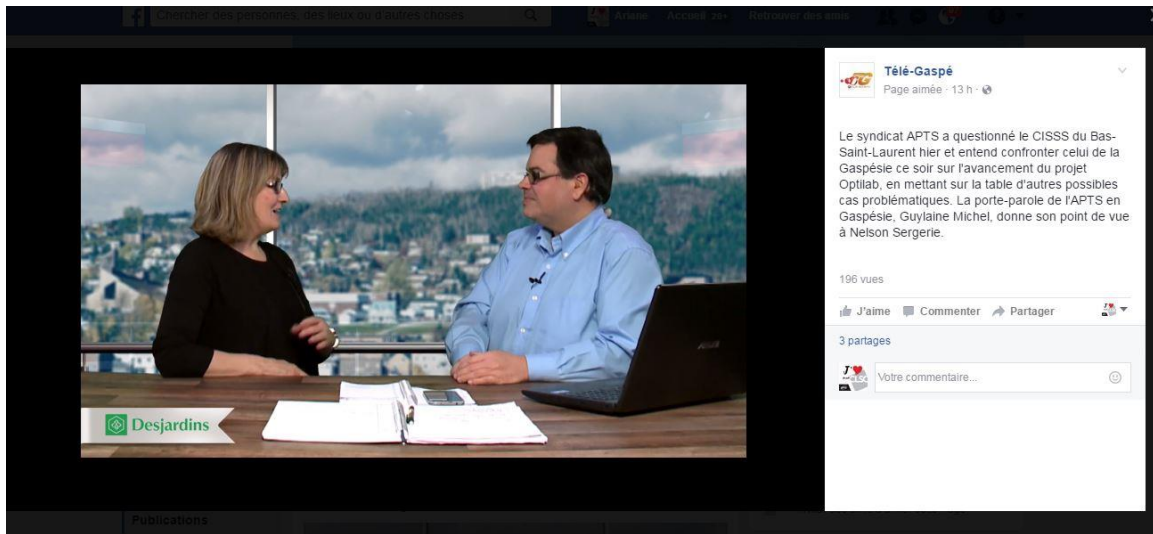 Chercher des personnes, des lieux ou d'autres choses
Ariane Accueil 20+ Retrouver des amis
Télé-Gaspé
Page aimée · 13 h ·
Le syndicat APTS a questionné le CISSS du Bas-
Saint-Laurent hier et entend confronter celui de la
Gaspésie ce soir sur l'avancement du projet
Optilab, en mettant sur la table d'autres possibles
cas problématiques. La porte-parole de l'APTS en
Gaspésie, Guylaine Michel, donne son point de vue
à Nelson Sergerie.
196 vues
J'aime Commenter Partager
3 partages
Votre commentaire...
ASUS
Desjardins
Publications